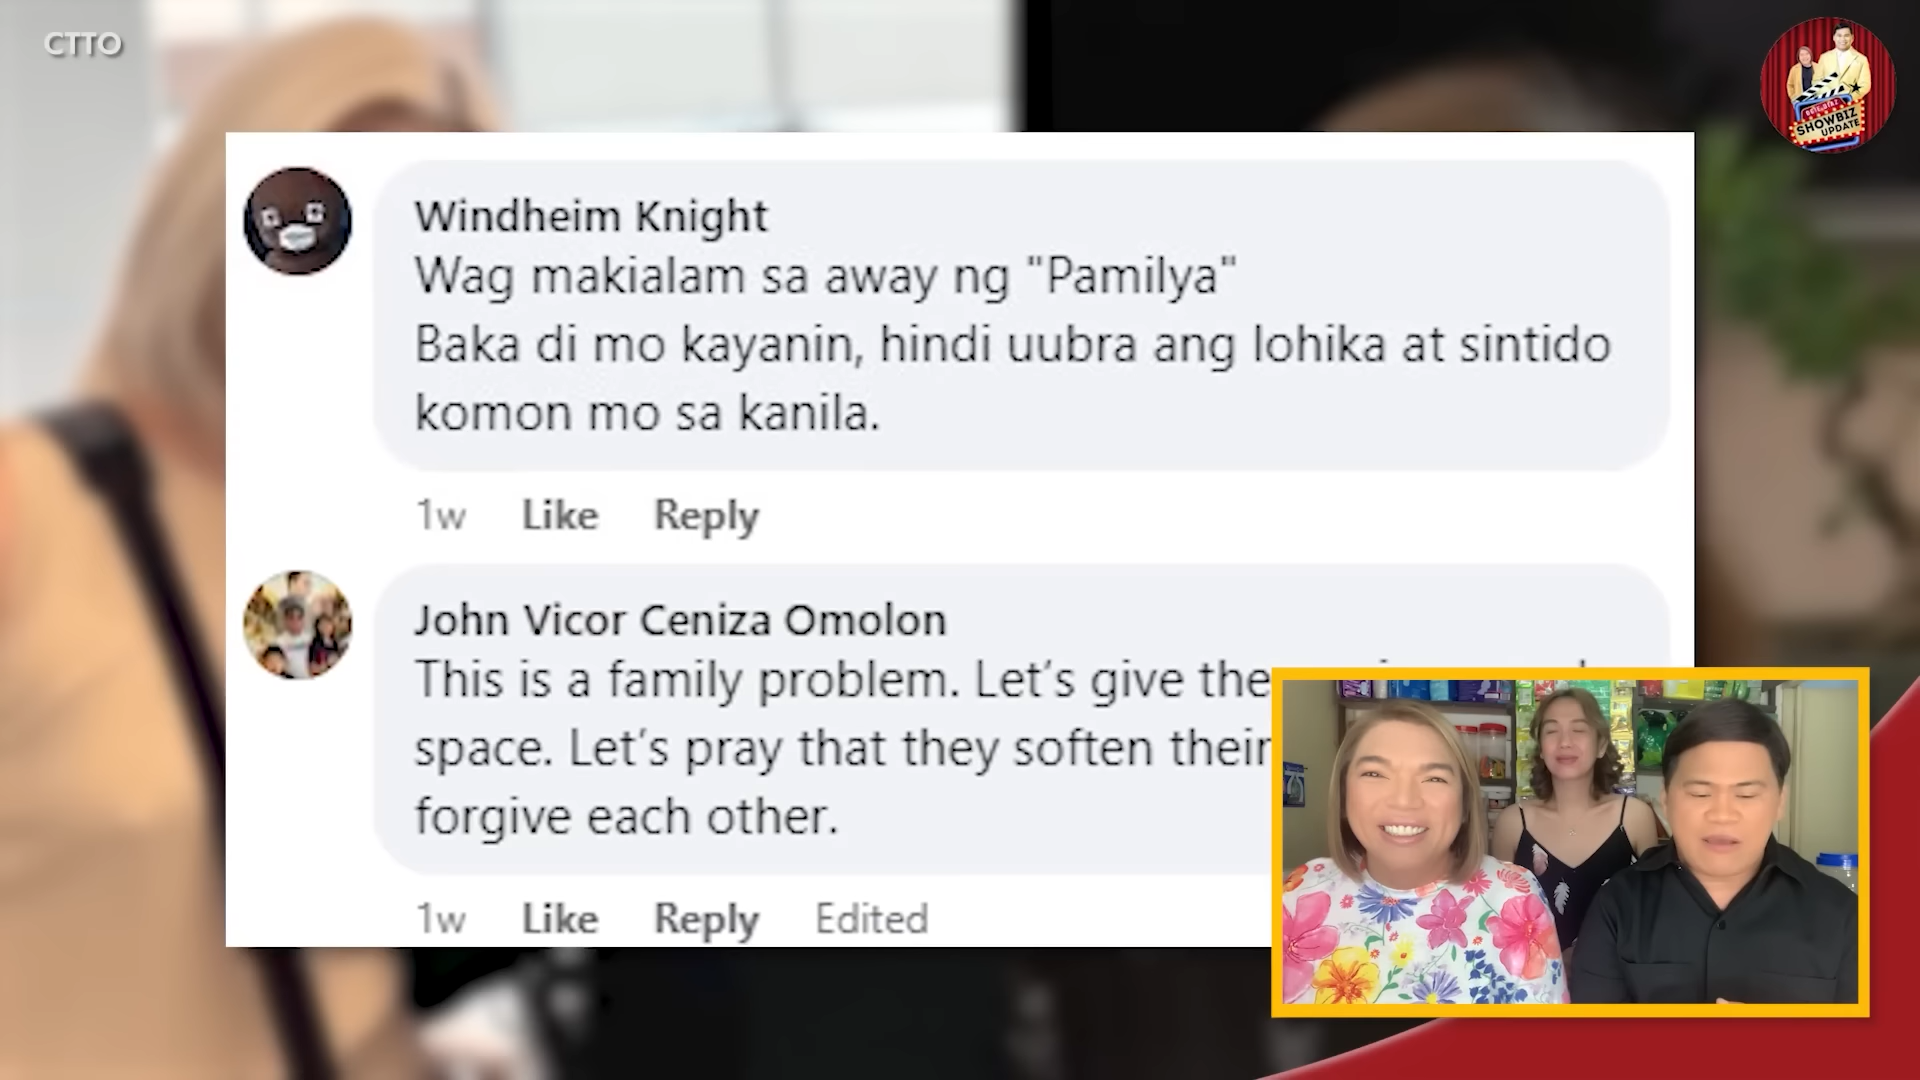 CTTO
SHOWBIZ
UPDATE
Windheim Knight
Wag makialam sa away ng "Pamilya"
Baka di mo kayanin, hindi uubra ang lohika at sintido
komon mo sa kanila.
1w Like Reply
John Vicor Ceniza Omolon
This is a family problem. Let’s give
space. Let’s pray that they soften their
forgive each other.
1w Like Reply Edited